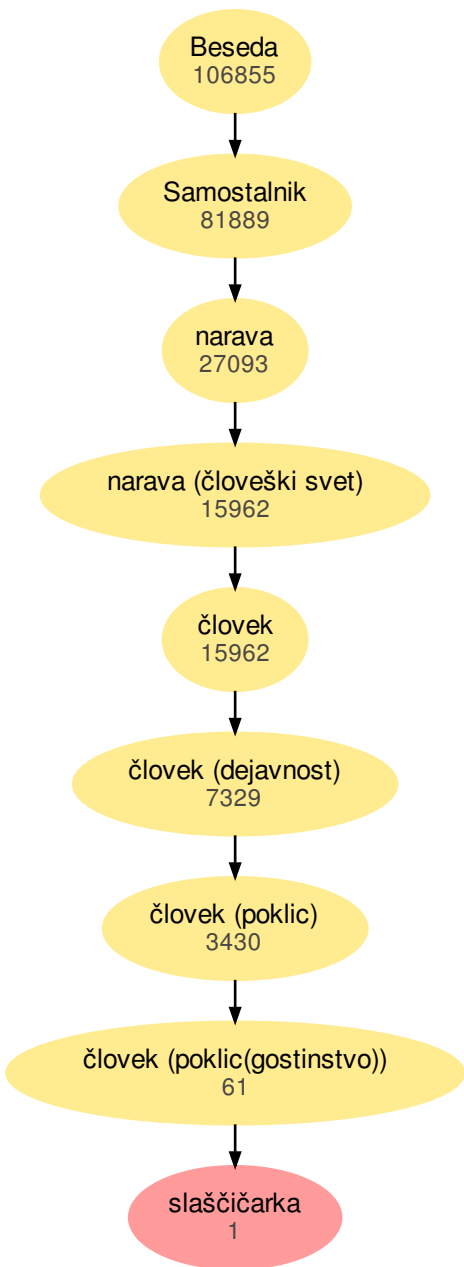 Beseda
106855
Samostalnik
81889
narava
27093
narava (človeški svet)
15962
človek
15962
človek (dejavnost)
7329
človek (poklic)
3430
človek (poklic(gostinstvo))
61
slaščičarka
1